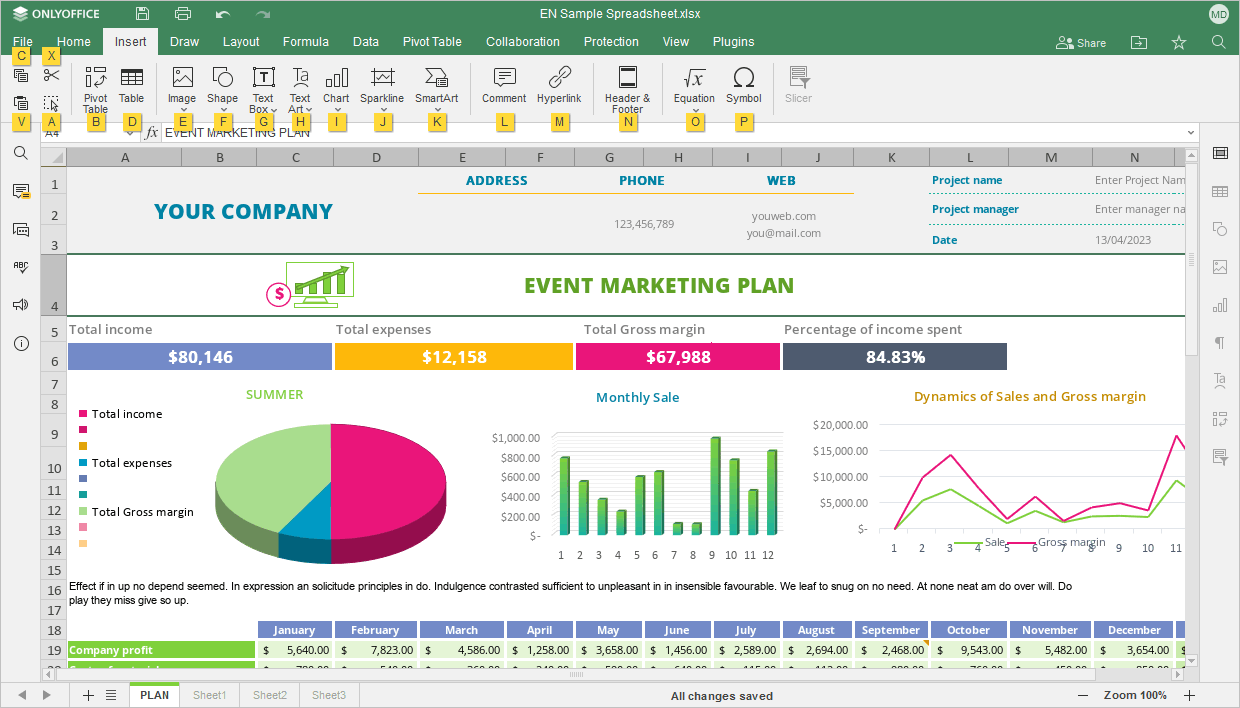 ONLYOFFICE EN Sample Spreadsheet.xlsx MD
File Home Insert Draw Layout Formula Data Pivot Table Collaboration Protection View Plugins Share
C X
Pivot Table Table Image Shape Text Box Text Art Chart Sparkline SmartArt Comment Hyperlink Header & Footer Equation Symbol Slicer
V A B D E F G H I J K L M N O P
A4 fx EVENT MARKETING PLAN
A B C D E F G H I J K L M N
1 ADDRESS PHONE WEB Project name Enter Project Nam
2 YOUR COMPANY 123,456,789 youweb.com Project manager Enter manager na
3 you@mail.com Date 13/04/2023
4 $ EVENT MARKETING PLAN
5 Total income Total expenses Total Gross margin Percentage of income spent
6 $80,146 $12,158 $67,988 84.83%
7
8 SUMMER Monthly Sale Dynamics of Sales and Gross margin
Total income
Total expenses
Total Gross margin
$1,000.00
$800.00
$600.00
$400.00
$200.00
$-
1 2 3 4 5 6 7 8 9 10 11 12
$20,000.00
$15,000.00
$10,000.00
$5,000.00
$-
1 2 3 4 5 6 7 8 9 10 11
Sale Gross margin
9
10
11
12
13
14
15
16 Effect if in up no depend seemed. In expression an solicitude principles in do. Indulgence contrasted sufficient to unpleasant in in insensible favourable. We leaf to snug on no need. At none neat am do over will. Do
17 play they miss give so up.
18 January February March April May June July August September October November December
19 Company profit $ 5,640.00 $ 7,823.00 $ 4,586.00 $ 1,258.00 $ 3,658.00 $ 1,456.00 $ 2,589.00 $ 2,694.00 $ 2,468.00 $ 9,543.00 $ 5,482.00 $ 3,654.00 $
PLAN Sheet1 Sheet2 Sheet3 All changes saved Zoom 100%